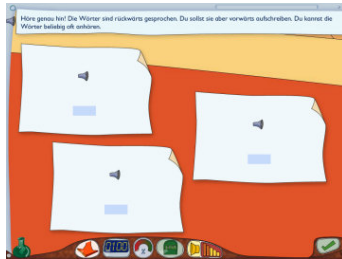 Höre genau hin! Die Wörter sind rückwärts gesprochen. Du sollst sie aber vorwärts aufschreiben. Du kannst die
Wörter beliebig oft anhören.